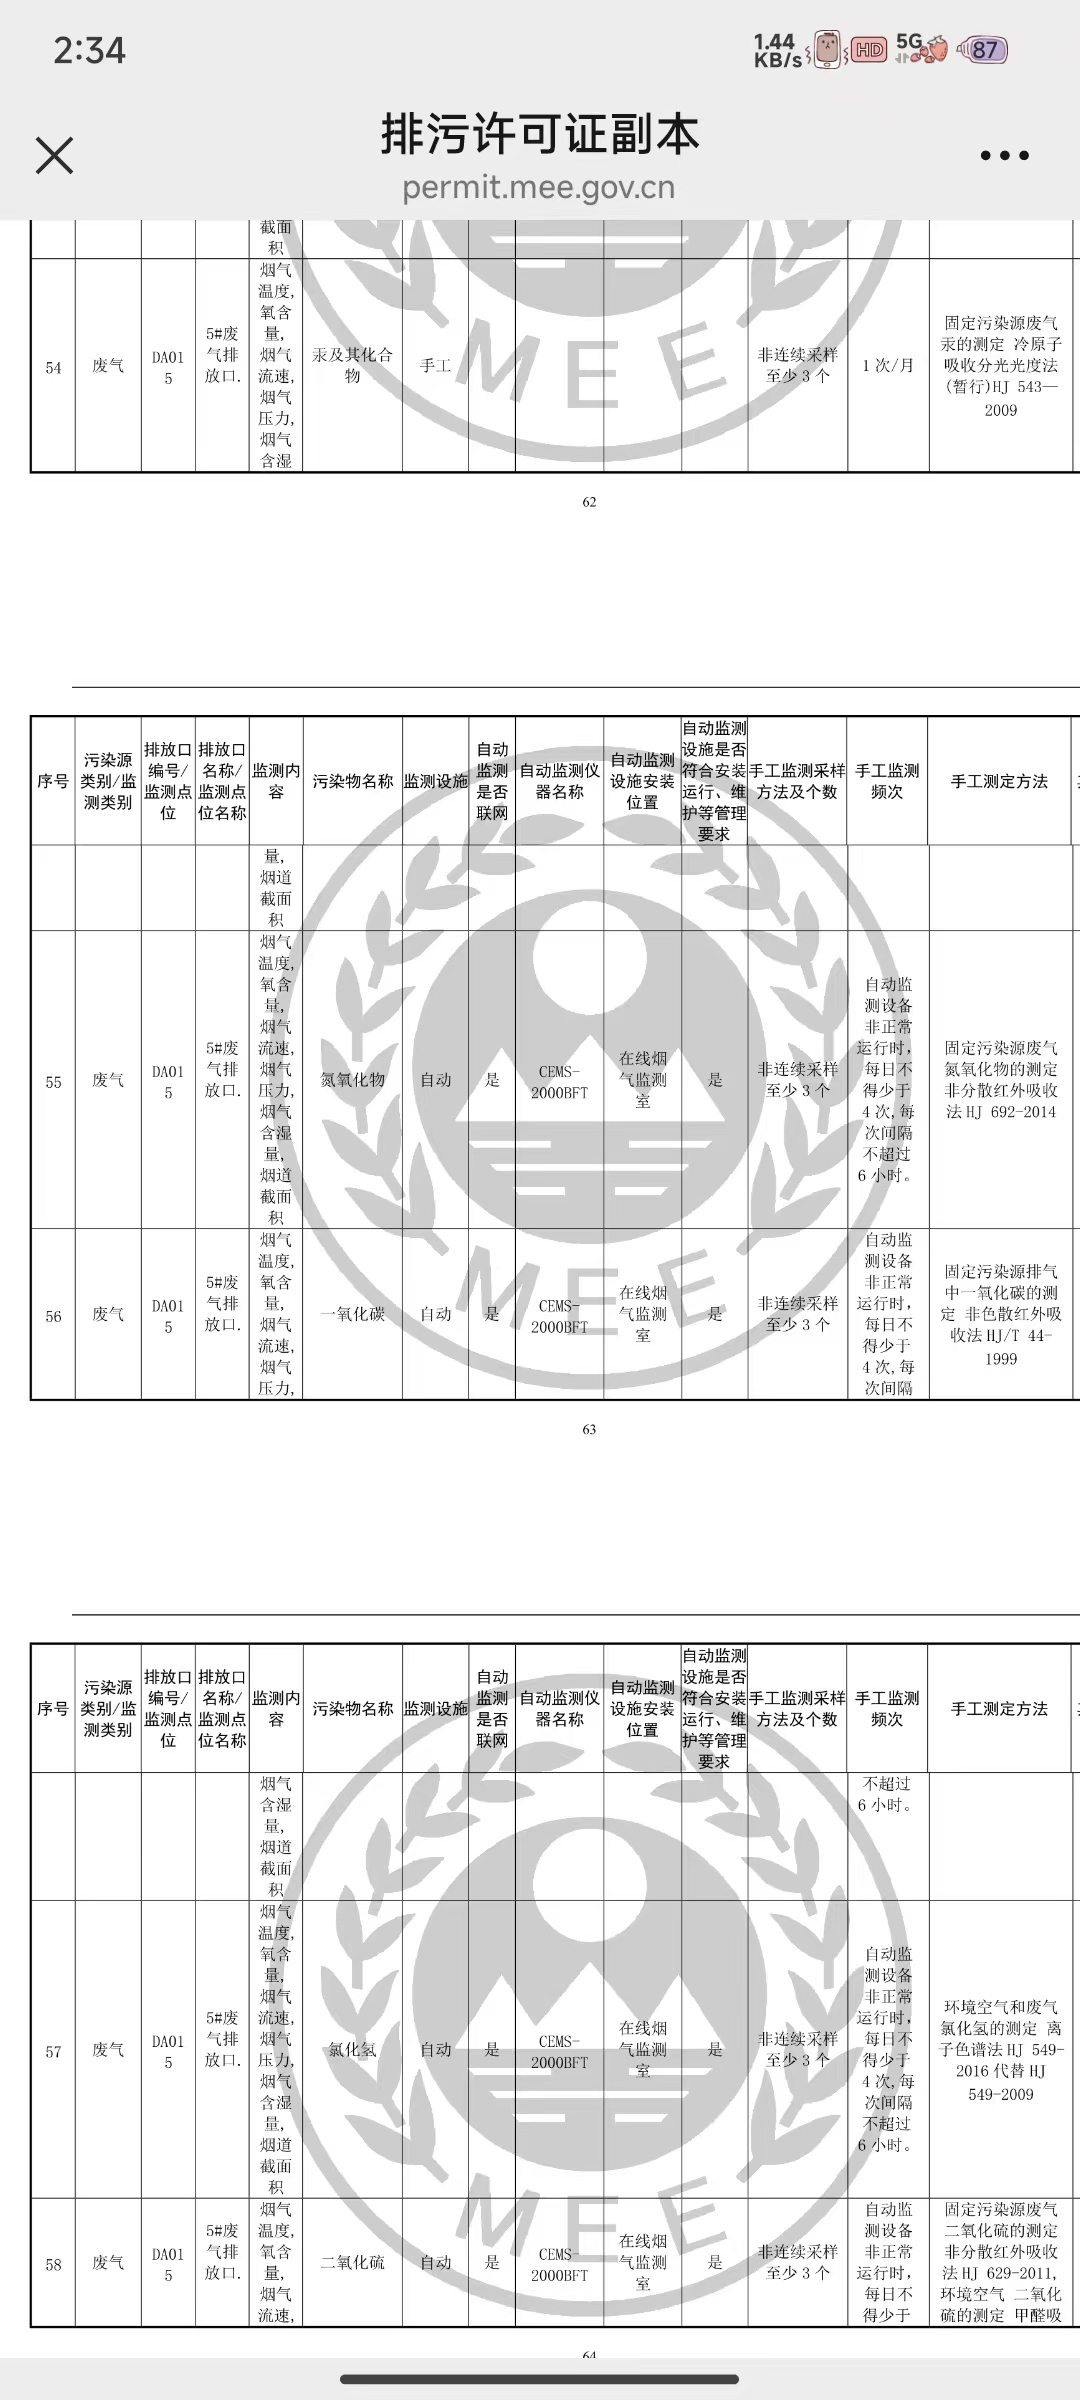 2:34
1.44 KB/s HD 5G 87
排污许可证副本
permit.mee.gov.cn
截面
积
54 废气 DA015 5#废气排放口. 烟气温度,氧含量,烟气流速,烟气压力,烟气含湿 汞及其化合物 手工 非连续采样至少3个 1次/月 固定污染源废气 汞的测定 冷原子吸收分光光度法(暂行)HJ 543—2009
MEE
62
序号 污染源类别/监测类别 排放口编号/监测点位 排放口名称/监测点位名称 监测内容 污染物名称 监测设施 自动监测是否联网 自动监测仪器名称 自动监测设施安装位置 自动监测设施是否符合安装运行、维护等管理要求 手工监测采样方法及个数 手工监测频次 手工测定方法
量,烟道截面积
55 废气 DA015 5#废气排放口. 烟气温度,氧含量,烟气流速,烟气压力,烟气含湿量,烟道截面积 氮氧化物 自动 是 CEMS-2000BFT 在线烟气监测室 是 非连续采样至少3个 自动监测设备非正常运行时,每日不得少于4次,每次间隔不超过6小时。 固定污染源废气 氮氧化物的测定 非分散红外吸收法HJ 692-2014
56 废气 DA015 5#废气排放口. 烟气温度,氧含量,烟气流速,烟气压力, 一氧化碳 自动 是 CEMS-2000BFT 在线烟气监测室 是 非连续采样至少3个 自动监测设备非正常运行时,每日不得少于4次,每次间隔 固定污染源排气中一氧化碳的测定 非色散红外吸收法HJ/T 44-1999
MEE
63
序号 污染源类别/监测类别 排放口编号/监测点位 排放口名称/监测点位名称 监测内容 污染物名称 监测设施 自动监测是否联网 自动监测仪器名称 自动监测设施安装位置 自动监测设施是否符合安装运行、维护等管理要求 手工监测采样方法及个数 手工监测频次 手工测定方法
烟气含湿量,烟道截面积 不超过6小时。
57 废气 DA015 5#废气排放口. 烟气温度,氧含量,烟气流速,烟气压力,烟气含湿量,烟道截面积 氯化氢 自动 是 CEMS-2000BFT 在线烟气监测室 是 非连续采样至少3个 自动监测设备非正常运行时,每日不得少于4次,每次间隔不超过6小时。 环境空气和废气 氯化氢的测定 离子色谱法HJ 549-2016代替HJ 549-2009
58 废气 DA015 5#废气排放口. 烟气温度,氧含量,烟气流速, 二氧化硫 自动 是 CEMS-2000BFT 在线烟气监测室 是 非连续采样至少3个 自动监测设备非正常运行时,每日不得少于 固定污染源废气 二氧化硫的测定 非分散红外吸收法HJ 629-2011,环境空气 二氧化硫的测定 甲醛吸
MEE
64